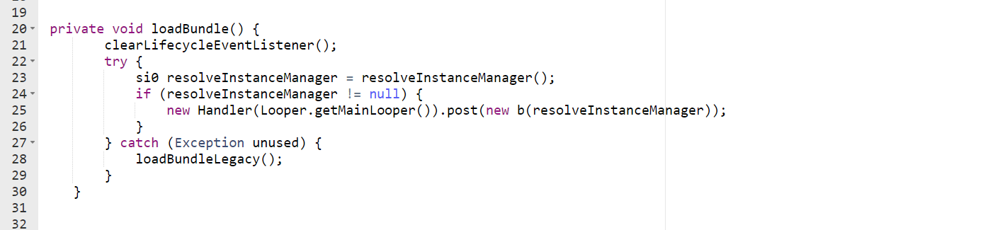 19
20 private void loadBundle() {
21 clearLifecycleEventListener();
22 try {
23 si0 resolveInstanceManager = resolveInstanceManager();
24 if (resolveInstanceManager != null) {
25 new Handler(Looper.getMainLooper()).post(new b(resolveInstanceManager));
26 }
27 } catch (Exception unused) {
28 loadBundleLegacy();
29 }
30 }
31
32